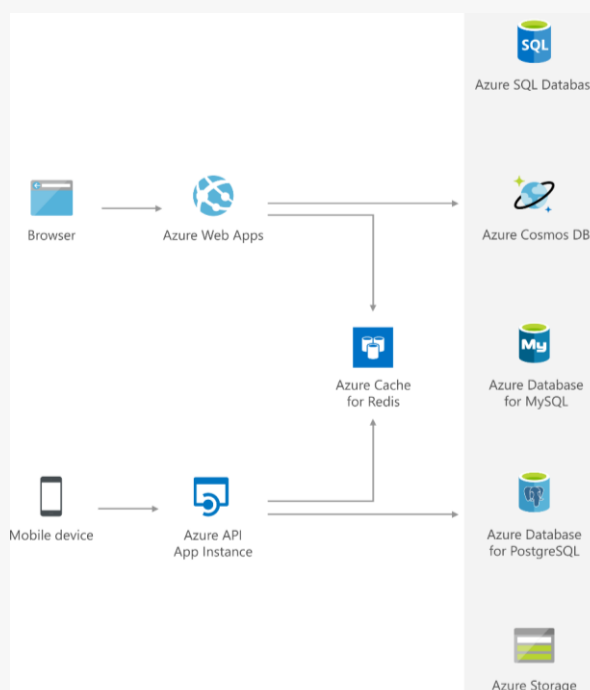 SQL
Azure SQL Databas
Browser
Azure Web Apps
Azure Cosmos DB
My
Azure Cache
for Redis
Azure Database
for MySQL
Mobile device
Azure API
App Instance
Azure Database
for PostgreSQL
Azure Storage